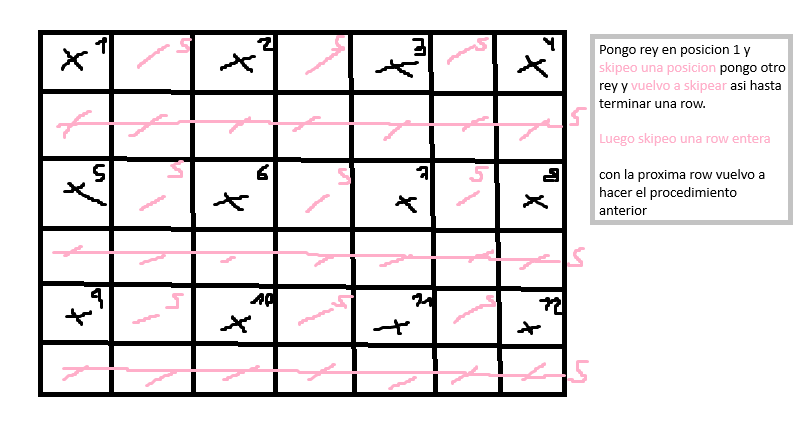 1 S 2 S 3 S 4
S
5 S 6 S 7 S 8
S
9 S 10 S 11 S 12
S
Pongo rey en posicion 1 y
skipeo una posicion pongo otro
rey y vuelvo a skipear asi hasta
terminar una row.
Luego skipeo una row entera
con la proxima row vuelvo a
hacer el procedimiento
anterior